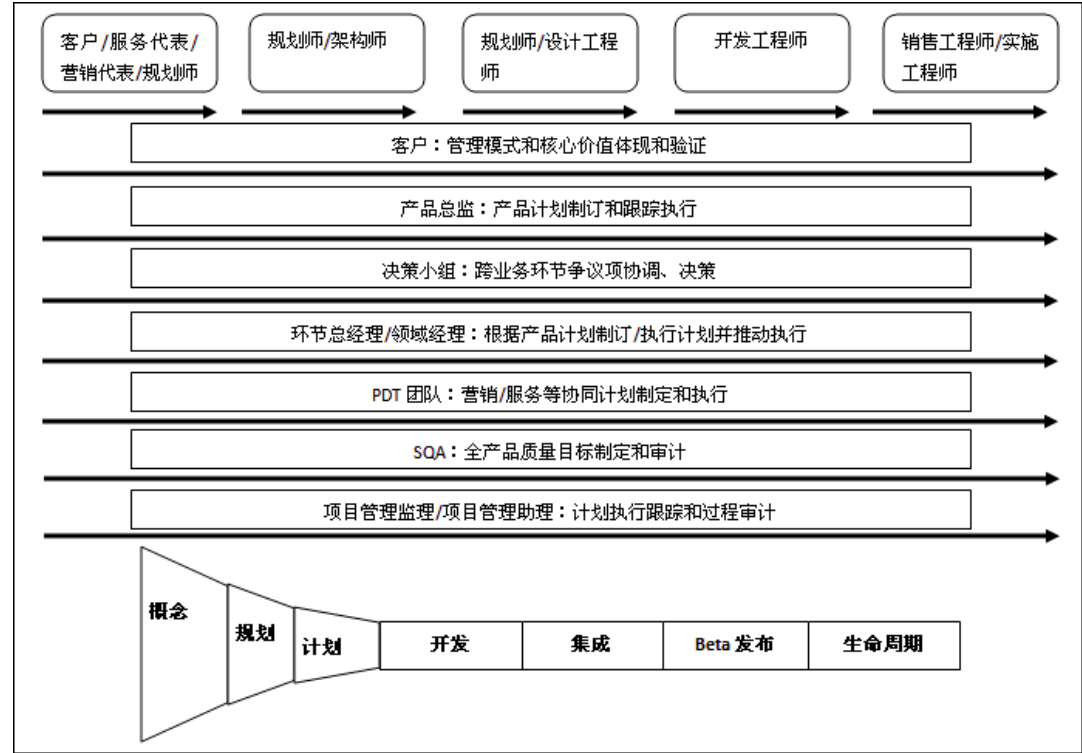 客户/服务代表/
营销代表/规划师
规划师/架构师
规划师/设计工程
师
开发工程师
销售工程师/实施
工程师
客户：管理模式和核心价值体现和验证
产品总监：产品计划制订和跟踪执行
决策小组：跨业务环节争议项协调、决策
环节总经理/领域经理：根据产品计划制订/执行计划并推动执行
PDT 团队：营销/服务等协同计划制定和执行
SQA：全产品质量目标制定和审计
项目管理监理/项目管理助理：计划执行跟踪和过程审计
概念
规划
计划
开发
集成
Beta 发布
生命周期